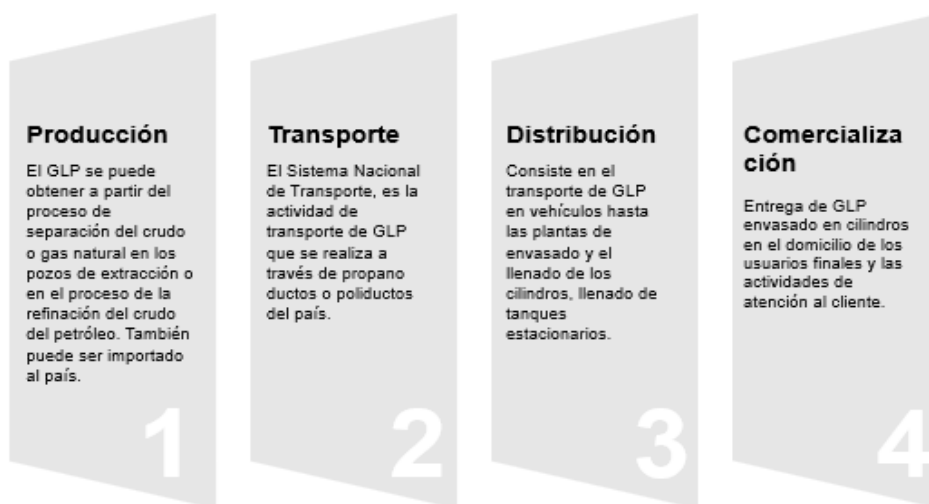 Producción
El GLP se puede
obtener a partir del
proceso de
separación del crudo
o gas natural en los
pozos de extracción o
en el proceso de la
refinación del crudo
del petróleo. También
puede ser importado
al país.
1
Transporte
El Sistema Nacional
de Transporte, es la
actividad de
transporte de GLP
que se realiza a
través de propano
ductos o poliductos
del país.
2
Distribución
Consiste en el
transporte de GLP
en vehículos hasta
las plantas de
envasado y el
llenado de los
cilindros, llenado de
tanques
estacionarios.
3
Comercializa
ción
Entrega de GLP
envasado en cilindros
en el domicilio de los
usuarios finales y las
actividades de
atención al cliente.
4